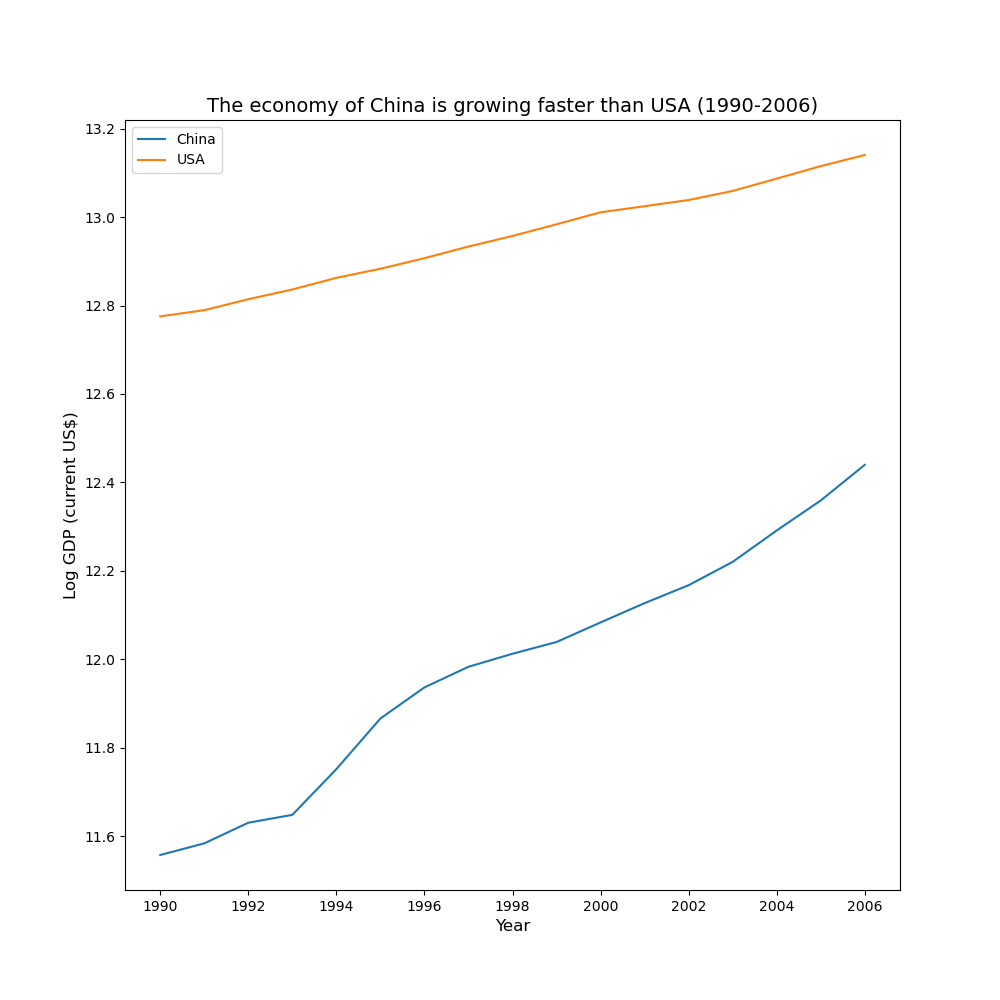 The economy of China is growing faster than USA (1990-2006)
China
USA
13.2
13.0
12.8
12.6
12.4
12.2
12.0
11.8
11.6
Log GDP (current US$)
1990 1992 1994 1996 1998 2000 2002 2004 2006
Year